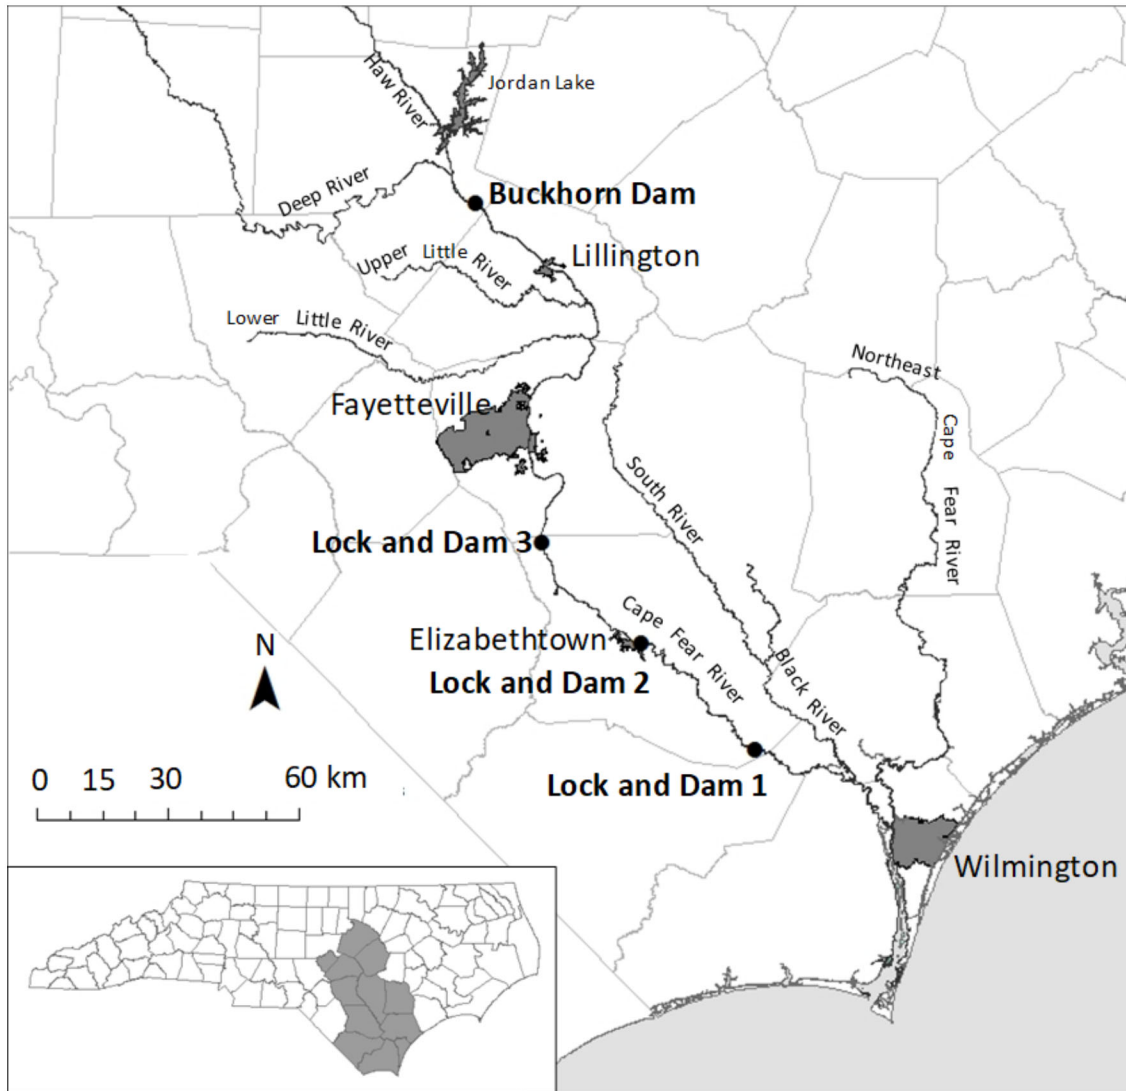 Haw River
Jordan Lake
Buckhorn Dam
Deep River
Lillington
Upper Little River
Lower Little River
Northeast Cape Fear River
Fayetteville
South River
Lock and Dam 3
Cape Fear River
Elizabethtown
N
Black River
Lock and Dam 2
0 15 30 60 km
Lock and Dam 1
Wilmington